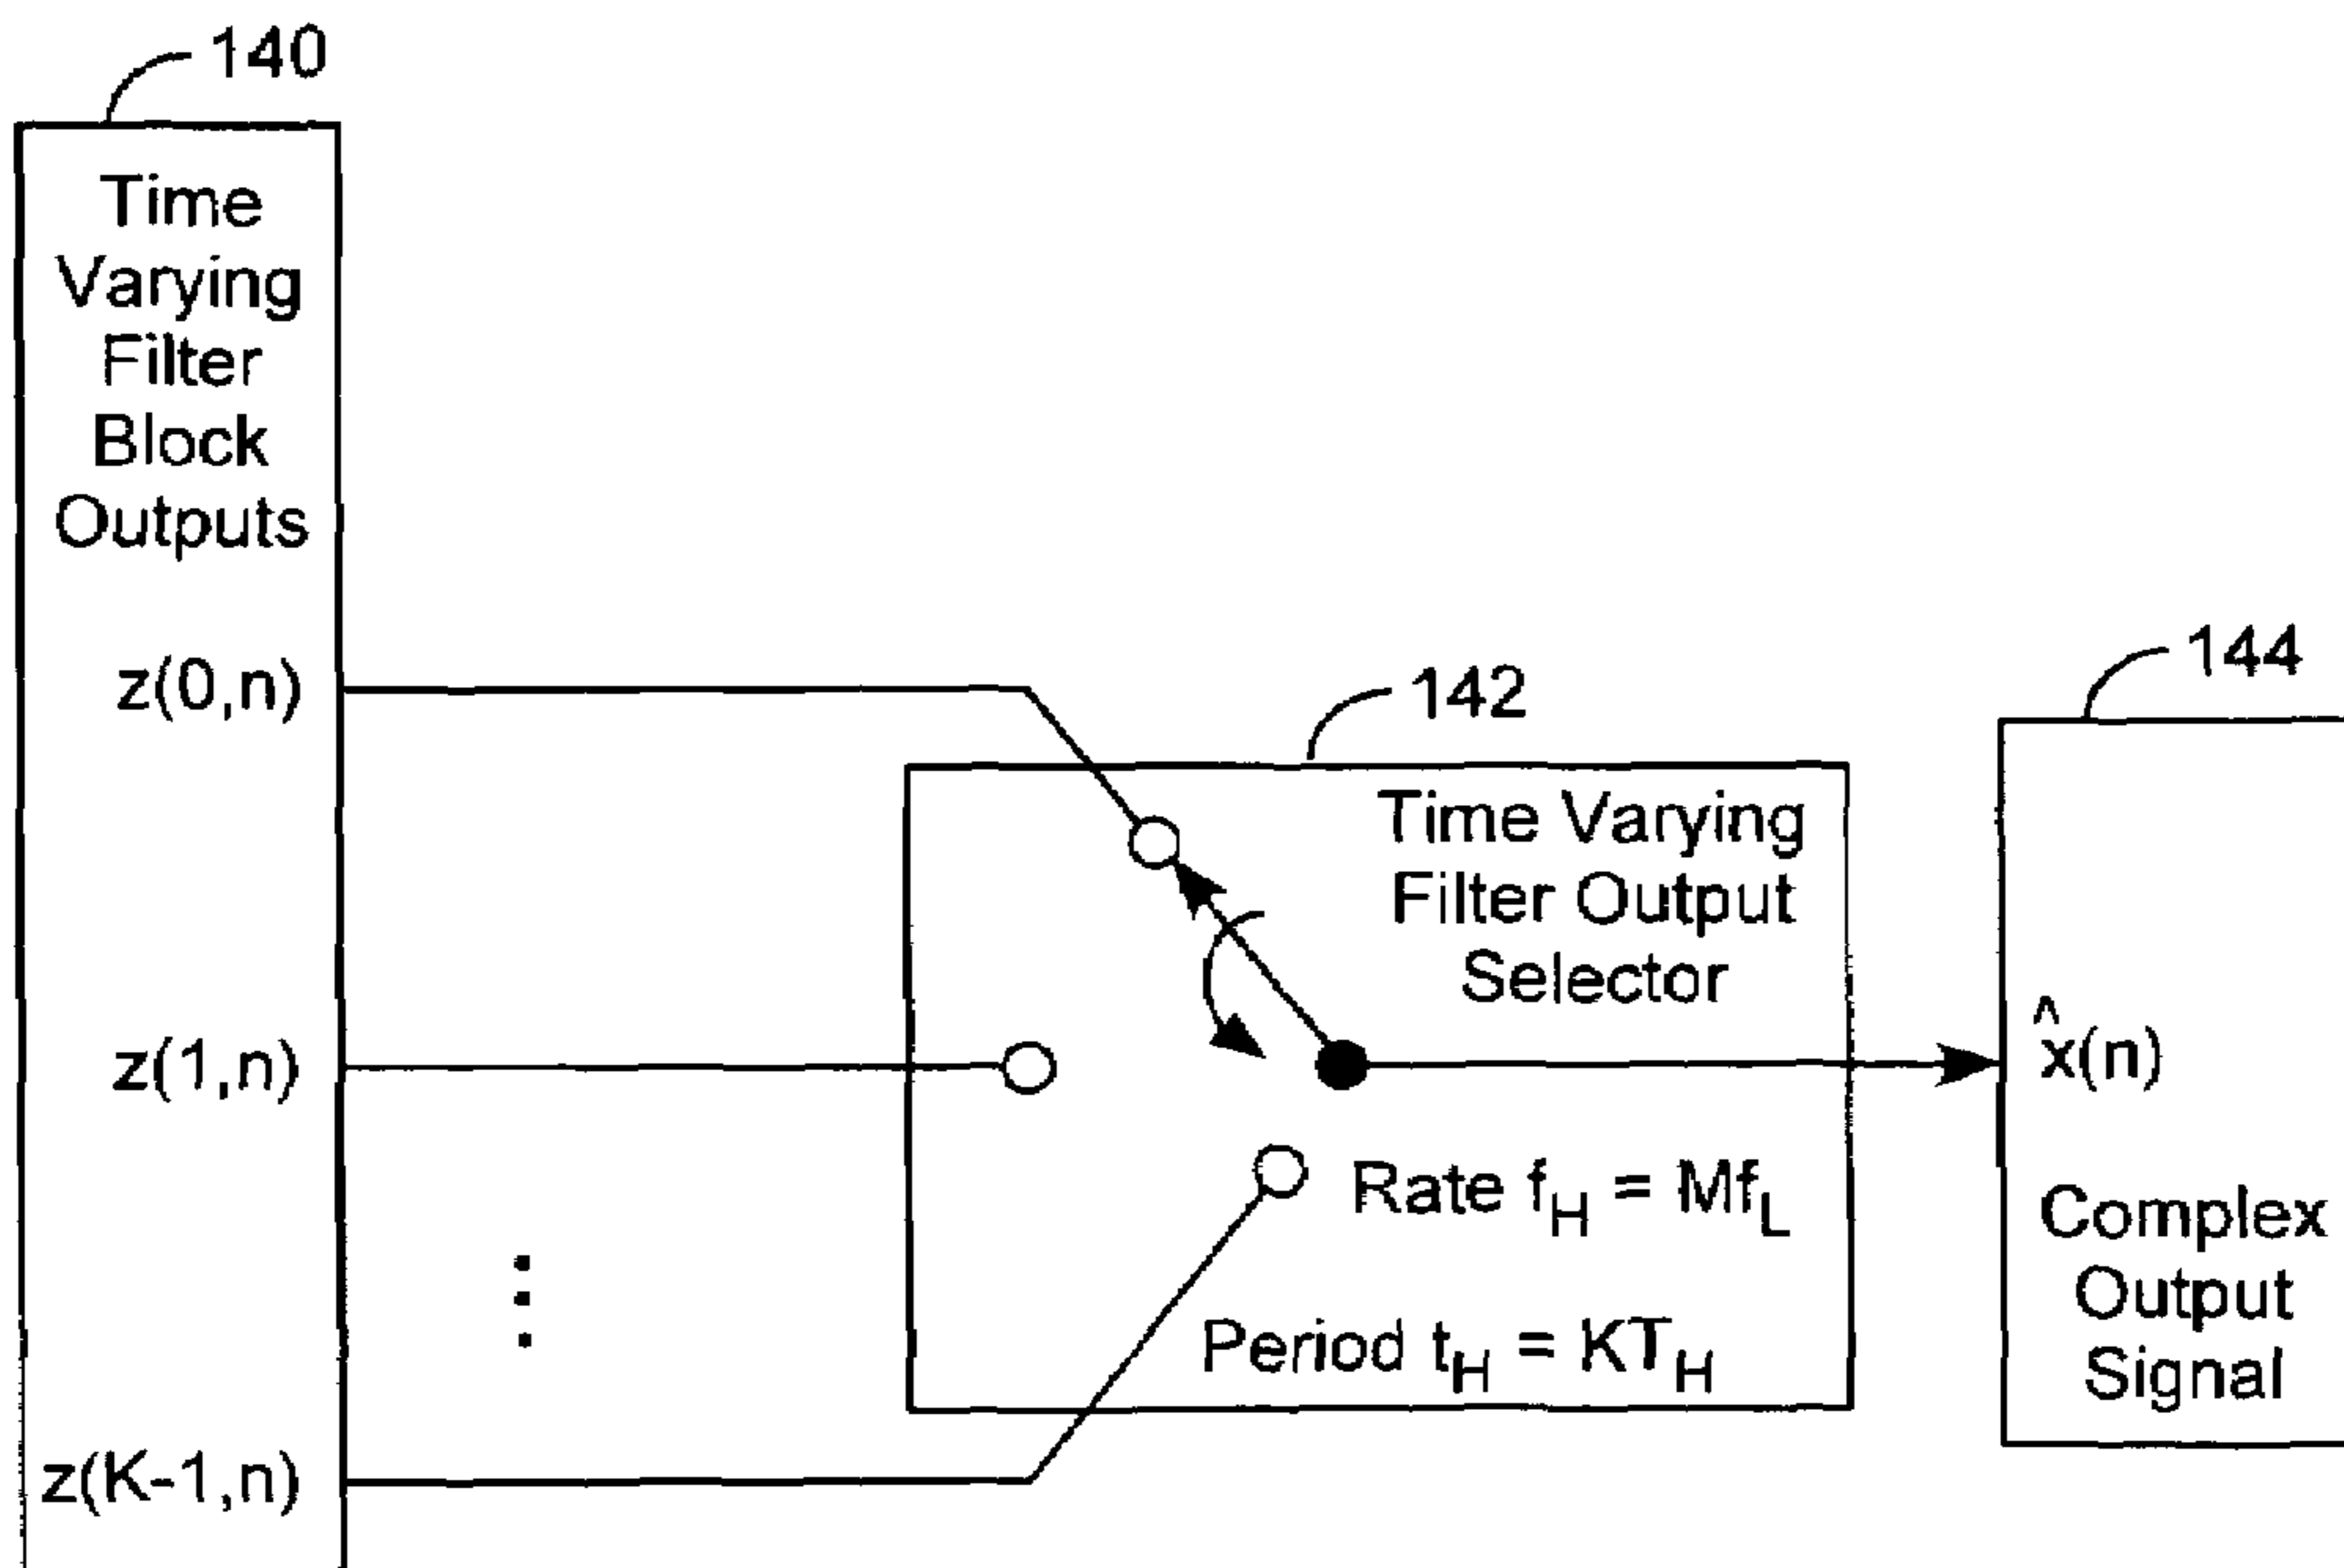 140
Time
Varying
Filter
Block
Outputs
z(0,n)
z(1,n)
z(K-1,n)
142
Time Varying
Filter Output
Selector
Rate f_H = Mf_L
Period t_H = KT_H
144
x̂(n)
Complex
Output
Signal